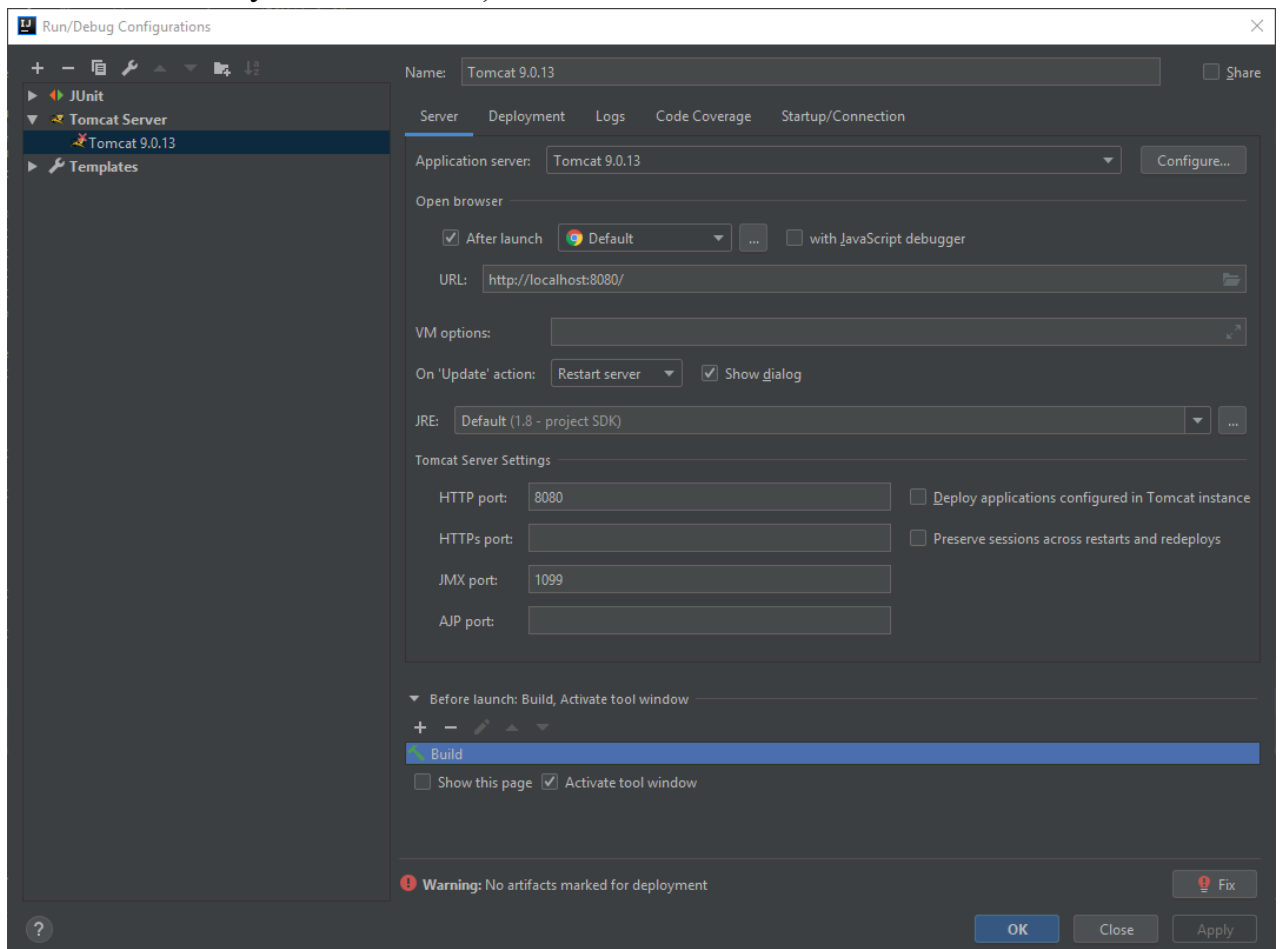 Run/Debug Configurations
JUnit
Tomcat Server
Tomcat 9.0.13
Templates
Name: Tomcat 9.0.13 Share
Server Deployment Logs Code Coverage Startup/Connection
Application server: Tomcat 9.0.13 Configure...
Open browser
After launch Default ... with JavaScript debugger
URL: http://localhost:8080/
VM options:
On 'Update' action: Restart server Show dialog
JRE: Default (1.8 - project SDK) ...
Tomcat Server Settings
HTTP port: 8080 Deploy applications configured in Tomcat instance
HTTPs port: Preserve sessions across restarts and redeploys
JMX port: 1099
AJP port:
Before launch: Build, Activate tool window
Build
Show this page Activate tool window
Warning: No artifacts marked for deployment Fix
? OK Close Apply